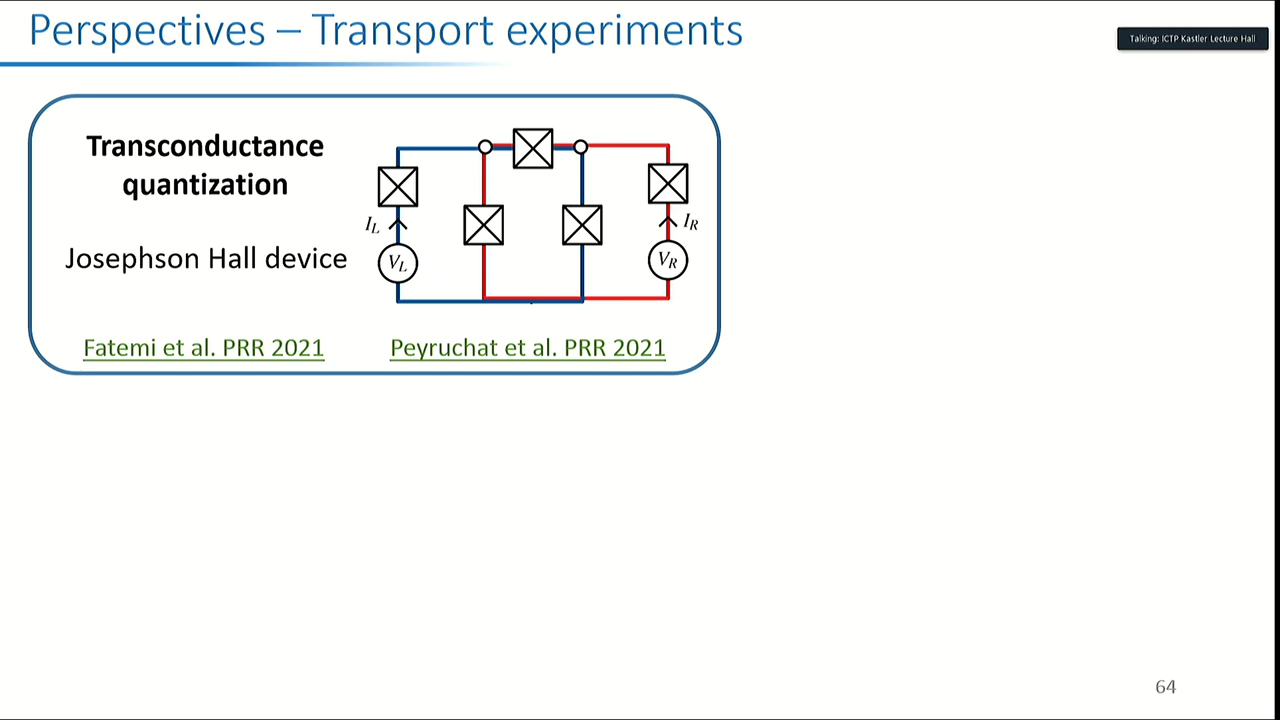 Perspectives – Transport experiments
Talking: ICTP Kastler Lecture Hall
Transconductance
quantization
Josephson Hall device
I_L
V_L
I_R
V_R
Fatemi et al. PRR 2021
Peyruchat et al. PRR 2021
64